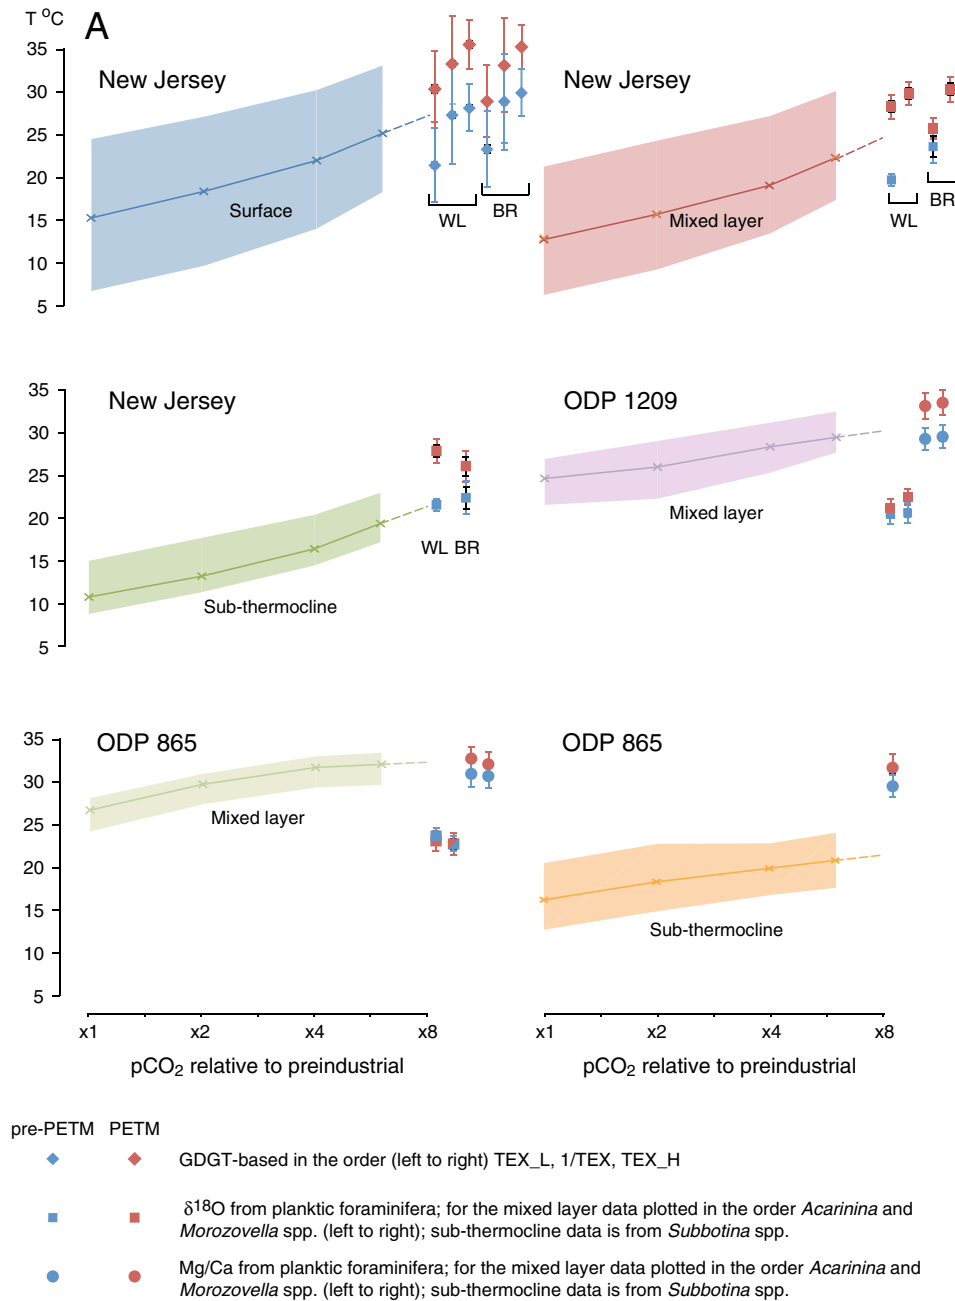 T °C
A
35
30
25
20
15
10
5
New Jersey
Surface
WL
BR
New Jersey
Mixed layer
WL
BR
35
30
25
20
15
10
5
New Jersey
Sub-thermocline
WL BR
ODP 1209
Mixed layer
35
30
25
20
15
10
5
ODP 865
Mixed layer
ODP 865
Sub-thermocline
x1 x2 x4 x8
pCO₂ relative to preindustrial
x1 x2 x4 x8
pCO₂ relative to preindustrial
pre-PETM PETM
GDGT-based in the order (left to right) TEX_L, 1/TEX, TEX_H
δ¹⁸O from planktic foraminifera; for the mixed layer data plotted in the order Acarinina and
Morozovella spp. (left to right); sub-thermocline data is from Subbotina spp.
Mg/Ca from planktic foraminifera; for the mixed layer data plotted in the order Acarinina and
Morozovella spp. (left to right); sub-thermocline data is from Subbotina spp.